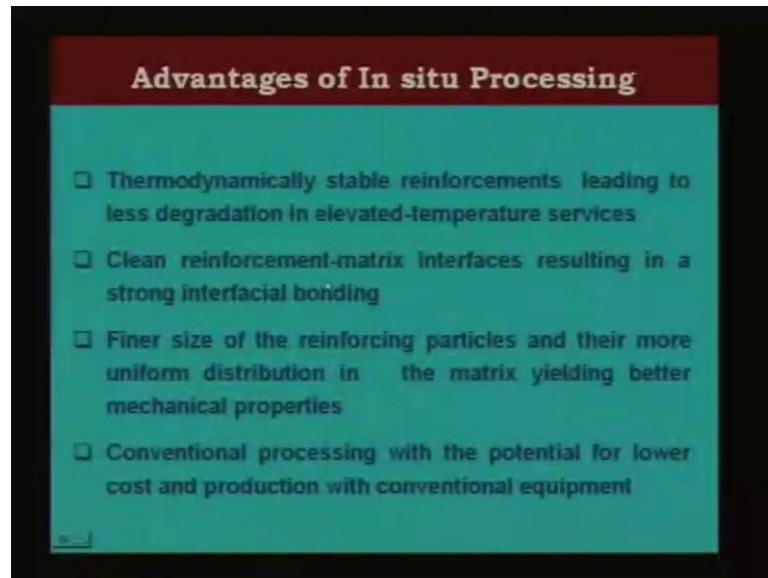 Advantages of In situ Processing
❑ Thermodynamically stable reinforcements leading to
less degradation in elevated-temperature services
❑ Clean reinforcement-matrix interfaces resulting in a
strong interfacial bonding
❑ Finer size of the reinforcing particles and their more
uniform distribution in the matrix yielding better
mechanical properties
❑ Conventional processing with the potential for lower
cost and production with conventional equipment